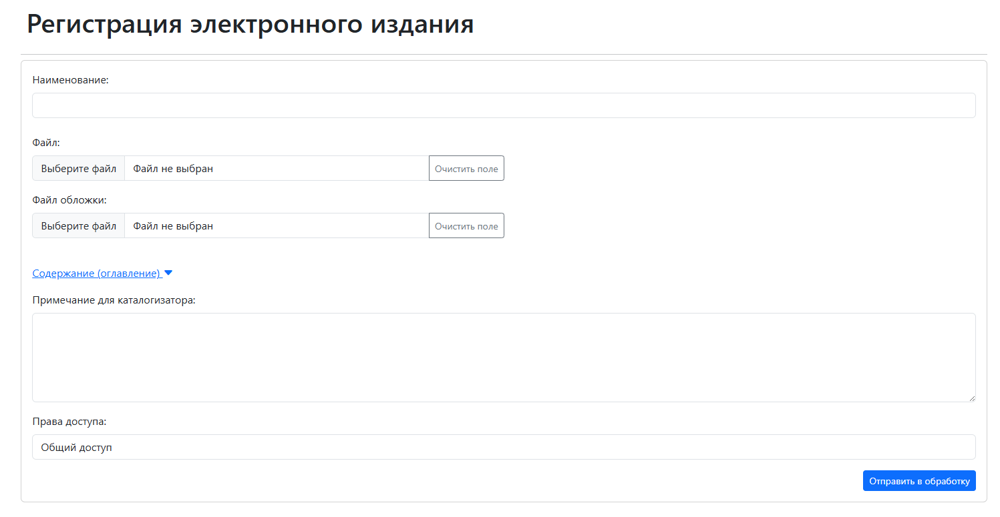 Регистрация электронного издания
Наименование:
Файл:
Выберите файл Файл не выбран Очистить поле
Файл обложки:
Выберите файл Файл не выбран Очистить поле
Содержание (оглавление)
Примечание для каталогизатора:
Права доступа:
Общий доступ
Отправить в обработку